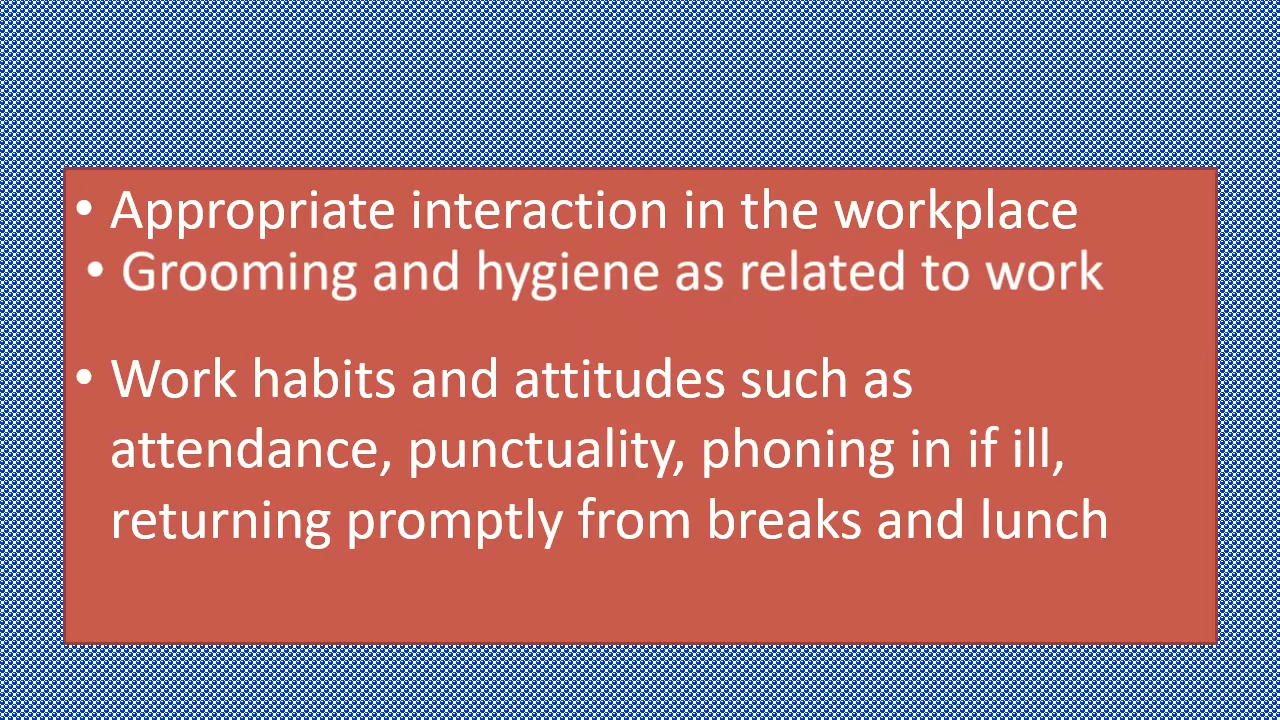 • Appropriate interaction in the workplace
• Grooming and hygiene as related to work
• Work habits and attitudes such as
attendance, punctuality, phoning in if ill,
returning promptly from breaks and lunch